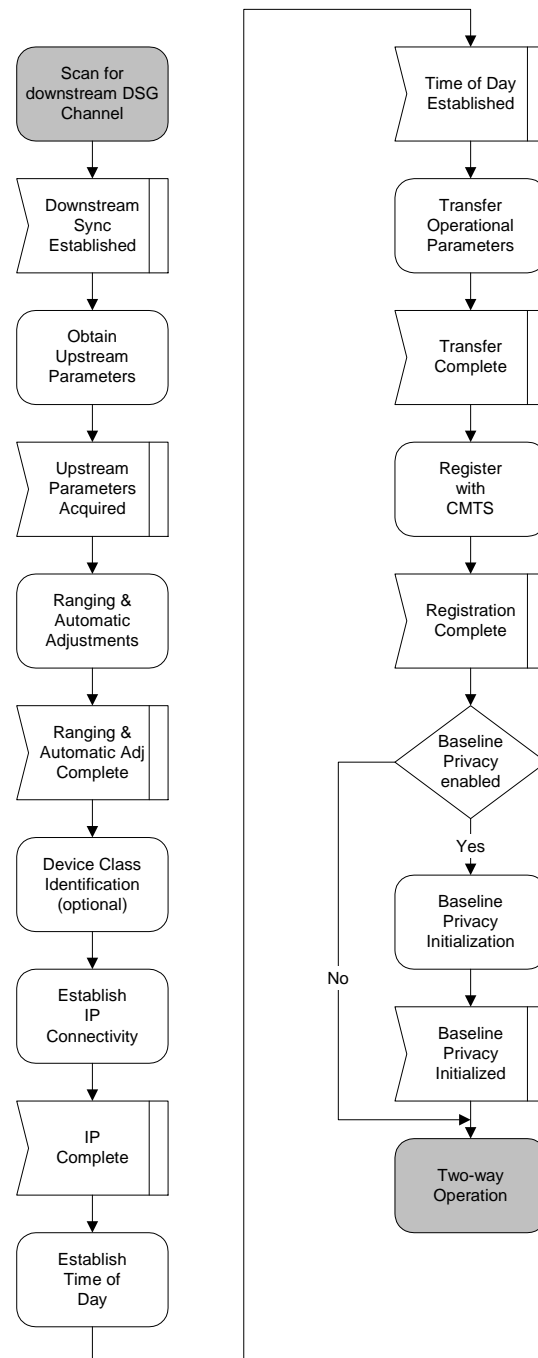 Scan for
downstream DSG
Channel
Downstream
Sync
Established
Obtain
Upstream
Parameters
Upstream
Parameters
Acquired
Ranging &
Automatic
Adjustments
Ranging &
Automatic Adj
Complete
Device Class
Identification
(optional)
Establish
IP
Connectivity
IP
Complete
Establish
Time of
Day
Time of Day
Established
Transfer
Operational
Parameters
Transfer
Complete
Register
with
CMTS
Registration
Complete
Baseline
Privacy
enabled
Yes
Baseline
Privacy
Initialization
No
Baseline
Privacy
Initialized
Two-way
Operation